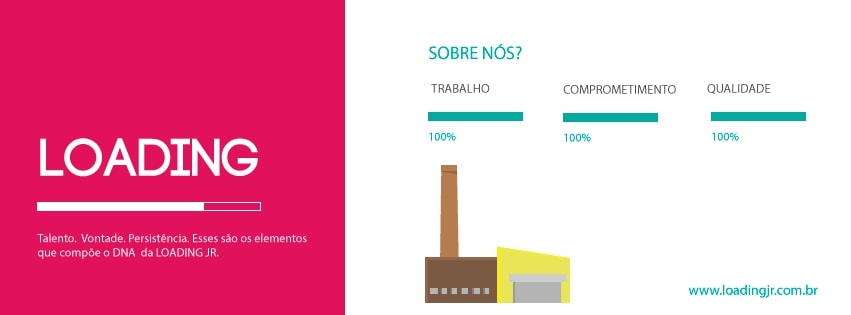 LOADING
Talento. Vontade. Persistência. Esses são os elementos
que compõe o DNA da LOADING JR.
SOBRE NÓS?
TRABALHO
COMPROMETIMENTO
QUALIDADE
100%
100%
100%
www.loadingjr.com.br